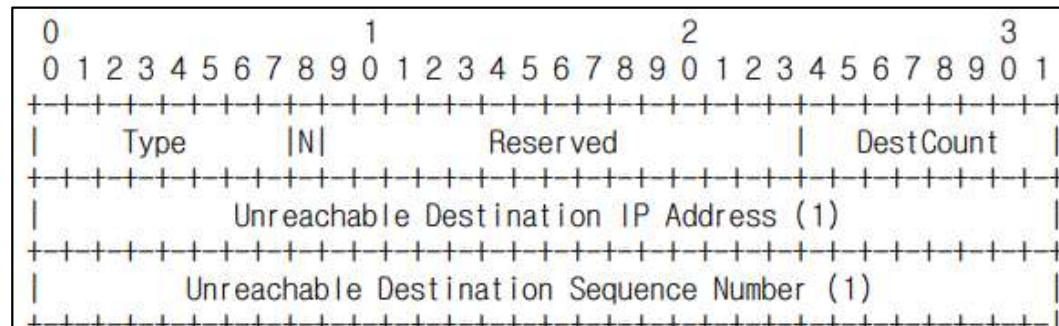 0 1 2 3
0 1 2 3 4 5 6 7 8 9 0 1 2 3 4 5 6 7 8 9 0 1 2 3 4 5 6 7 8 9 0 1
+-+-+-+-+-+-+-+-+-+-+-+-+-+-+-+-+-+-+-+-+-+-+-+-+-+-+-+-+-+-+-+-+
| Type |N| Reserved | DestCount |
+-+-+-+-+-+-+-+-+-+-+-+-+-+-+-+-+-+-+-+-+-+-+-+-+-+-+-+-+-+-+-+-+
| Unreachable Destination IP Address (1) |
+-+-+-+-+-+-+-+-+-+-+-+-+-+-+-+-+-+-+-+-+-+-+-+-+-+-+-+-+-+-+-+-+
| Unreachable Destination Sequence Number (1) |
+-+-+-+-+-+-+-+-+-+-+-+-+-+-+-+-+-+-+-+-+-+-+-+-+-+-+-+-+-+-+-+-+